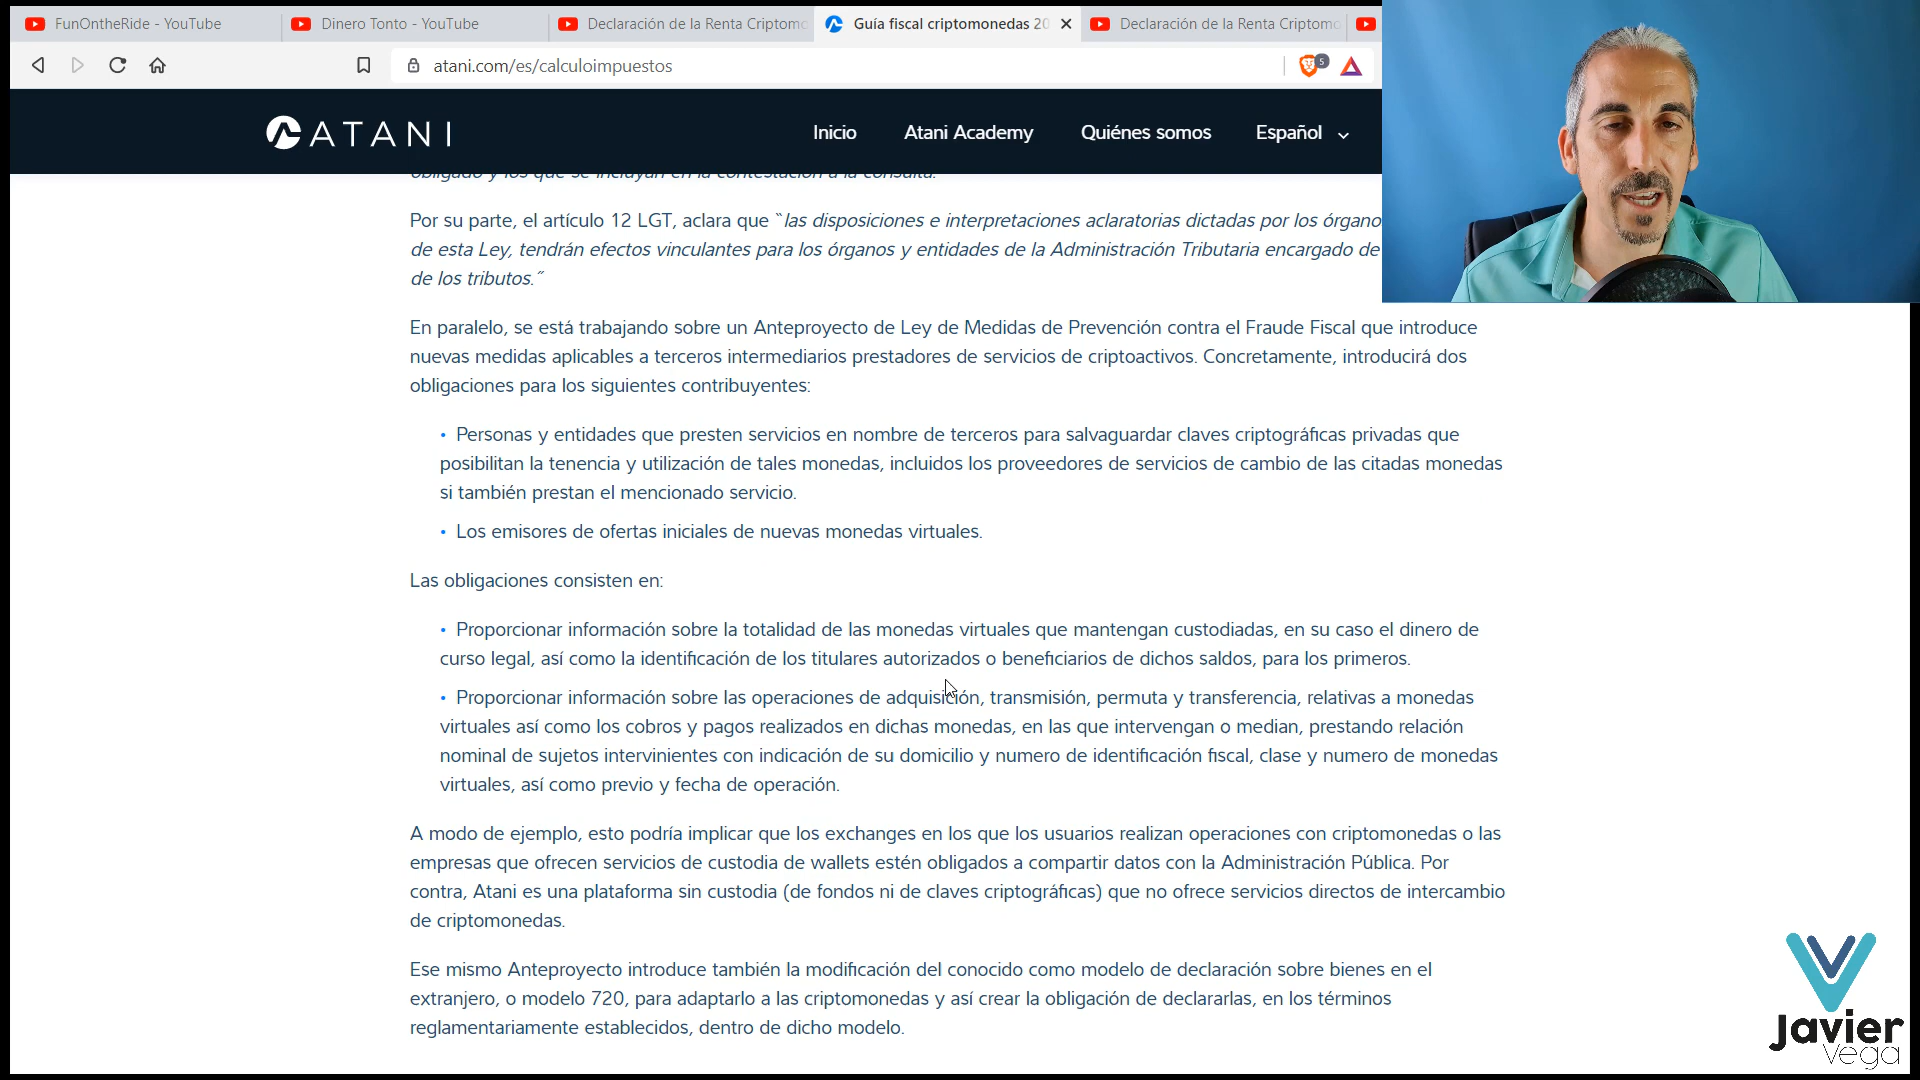 FunOntheRide - YouTube
Dinero Tonto - YouTube
Declaración de la Renta Criptomo
Guía fiscal criptomonedas 20
Declaración de la Renta Criptomo
atani.com/es/calculoimpuestos
5
ATANI
Inicio
Atani Academy
Quiénes somos
Español
obligado y los que se incluyan en la contestación a la consulta.
Por su parte, el artículo 12 LGT, aclara que “las disposiciones e interpretaciones aclaratorias dictadas por los órgano
de esta Ley, tendrán efectos vinculantes para los órganos y entidades de la Administración Tributaria encargado de
de los tributos.”
En paralelo, se está trabajando sobre un Anteproyecto de Ley de Medidas de Prevención contra el Fraude Fiscal que introduce
nuevas medidas aplicables a terceros intermediarios prestadores de servicios de criptoactivos. Concretamente, introducirá dos
obligaciones para los siguientes contribuyentes:
• Personas y entidades que presten servicios en nombre de terceros para salvaguardar claves criptográficas privadas que
posibilitan la tenencia y utilización de tales monedas, incluidos los proveedores de servicios de cambio de las citadas monedas
si también prestan el mencionado servicio.
• Los emisores de ofertas iniciales de nuevas monedas virtuales.
Las obligaciones consisten en:
• Proporcionar información sobre la totalidad de las monedas virtuales que mantengan custodiadas, en su caso el dinero de
curso legal, así como la identificación de los titulares autorizados o beneficiarios de dichos saldos, para los primeros.
• Proporcionar información sobre las operaciones de adquisición, transmisión, permuta y transferencia, relativas a monedas
virtuales así como los cobros y pagos realizados en dichas monedas, en las que intervengan o median, prestando relación
nominal de sujetos intervinientes con indicación de su domicilio y numero de identificación fiscal, clase y numero de monedas
virtuales, así como previo y fecha de operación.
A modo de ejemplo, esto podría implicar que los exchanges en los que los usuarios realizan operaciones con criptomonedas o las
empresas que ofrecen servicios de custodia de wallets estén obligados a compartir datos con la Administración Pública. Por
contra, Atani es una plataforma sin custodia (de fondos ni de claves criptográficas) que no ofrece servicios directos de intercambio
de criptomonedas.
Ese mismo Anteproyecto introduce también la modificación del conocido como modelo de declaración sobre bienes en el
extranjero, o modelo 720, para adaptarlo a las criptomonedas y así crear la obligación de declararlas, en los términos
reglamentariamente establecidos, dentro de dicho modelo.
Javier
Vega